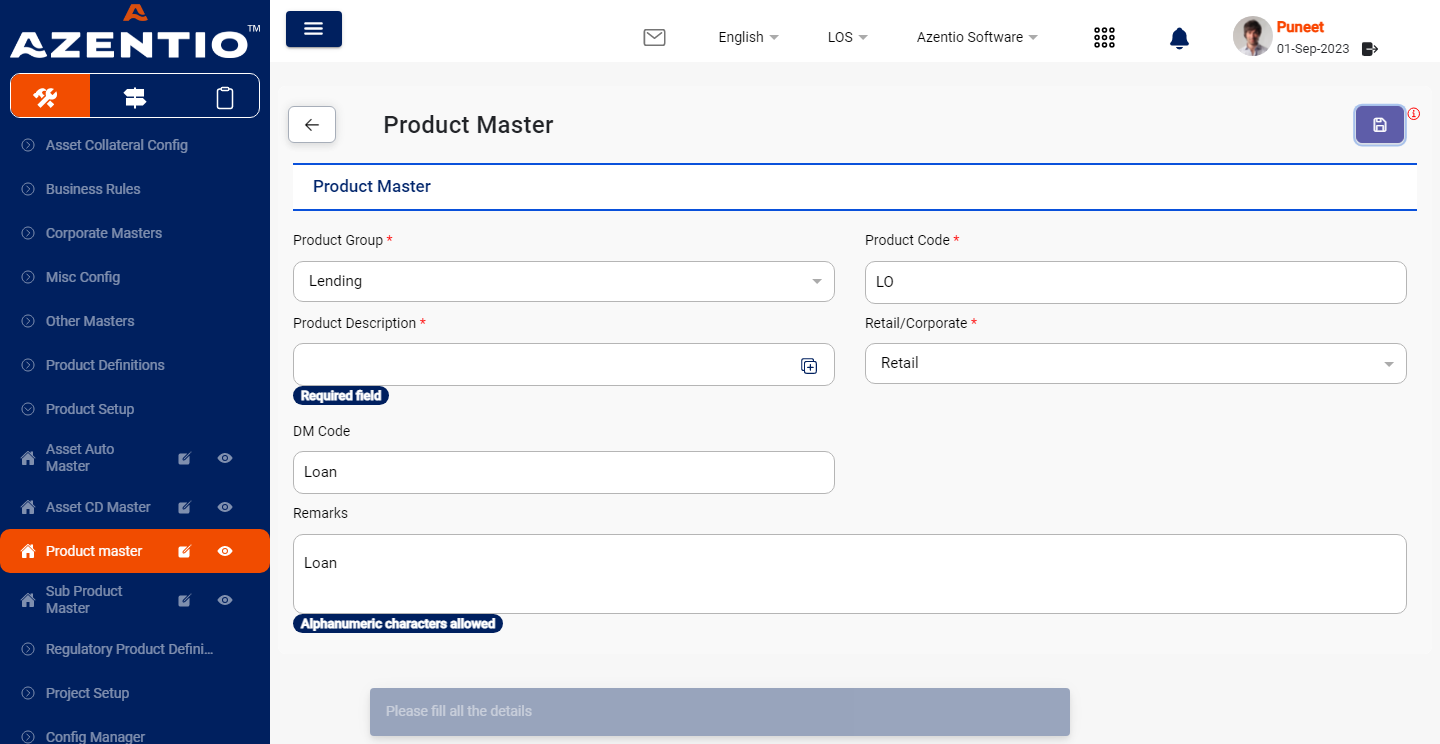 AZENTIO™
Asset Collateral Config
Business Rules
Corporate Masters
Misc Config
Other Masters
Product Definitions
Product Setup
Asset Auto
Master
Asset CD Master
Product master
Sub Product
Master
Regulatory Product Defini...
Project Setup
Config Manager
English
LOS
Azentio Software
Puneet
01-Sep-2023
Product Master
Product Master
Product Group *
Product Code *
Lending
LO
Product Description *
Retail/Corporate *
Retail
Required field
DM Code
Loan
Remarks
Loan
Alphanumeric characters allowed
Please fill all the details